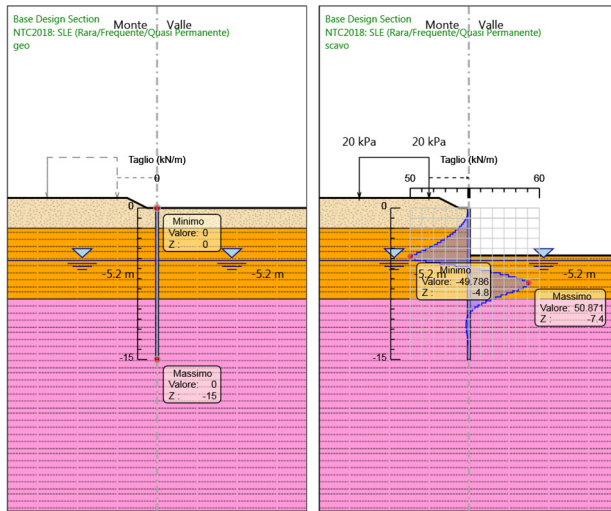 Base Design Section
Monte Valle
NTC2018: SLE (Rara/Frequente/Quasi Permanente)
geo
Taglio (kN/m)
0
0
Minimo
Valore: 0
Z : 0
-5.2 m
-5.2 m
-15
Massimo
Valore: 0
Z : -15
Base Design Section
Monte Valle
NTC2018: SLE (Rara/Frequente/Quasi Permanente)
scavo
20 kPa
20 kPa
Taglio (kN/m)
50
60
0
-5.2 m
-5.2 m
Minimo
Valore: -49.786
Z : -4.8
Massimo
Valore: 50.871
Z : -7.4
-15